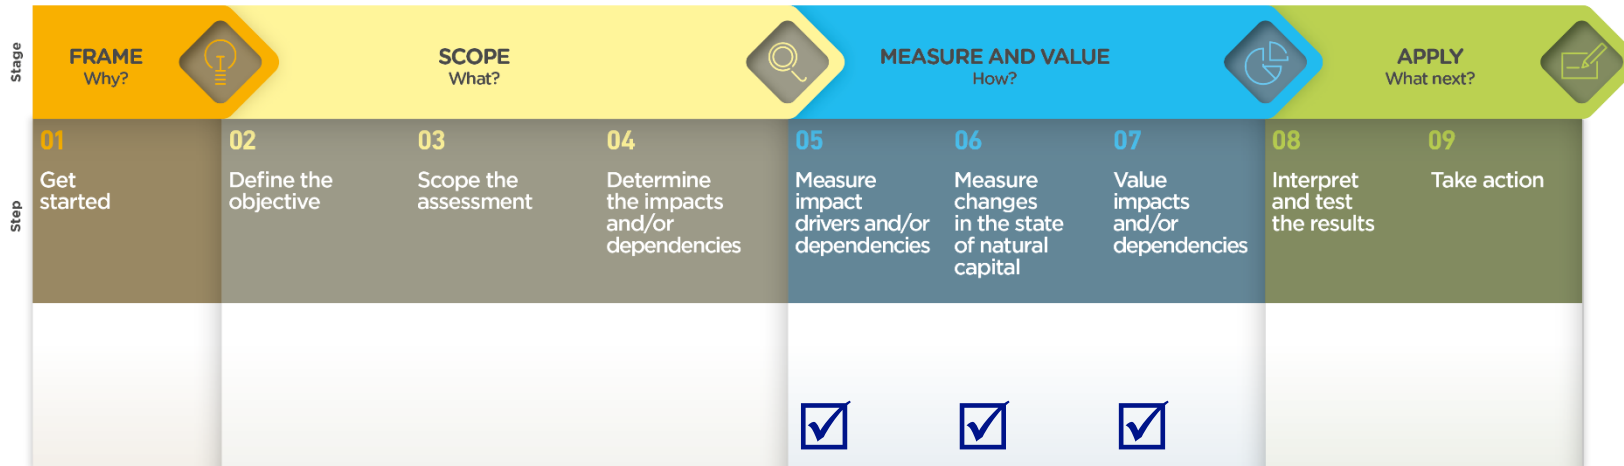 Stage
FRAME
Why?
SCOPE
What?
MEASURE AND VALUE
How?
APPLY
What next?
Step
01
Get
started
02
Define the
objective
03
Scope the
assessment
04
Determine
the impacts
and/or
dependencies
05
Measure
impact
drivers and/or
dependencies
06
Measure
changes
in the state
of natural
capital
07
Value
impacts
and/or
dependencies
08
Interpret
and test
the results
09
Take action